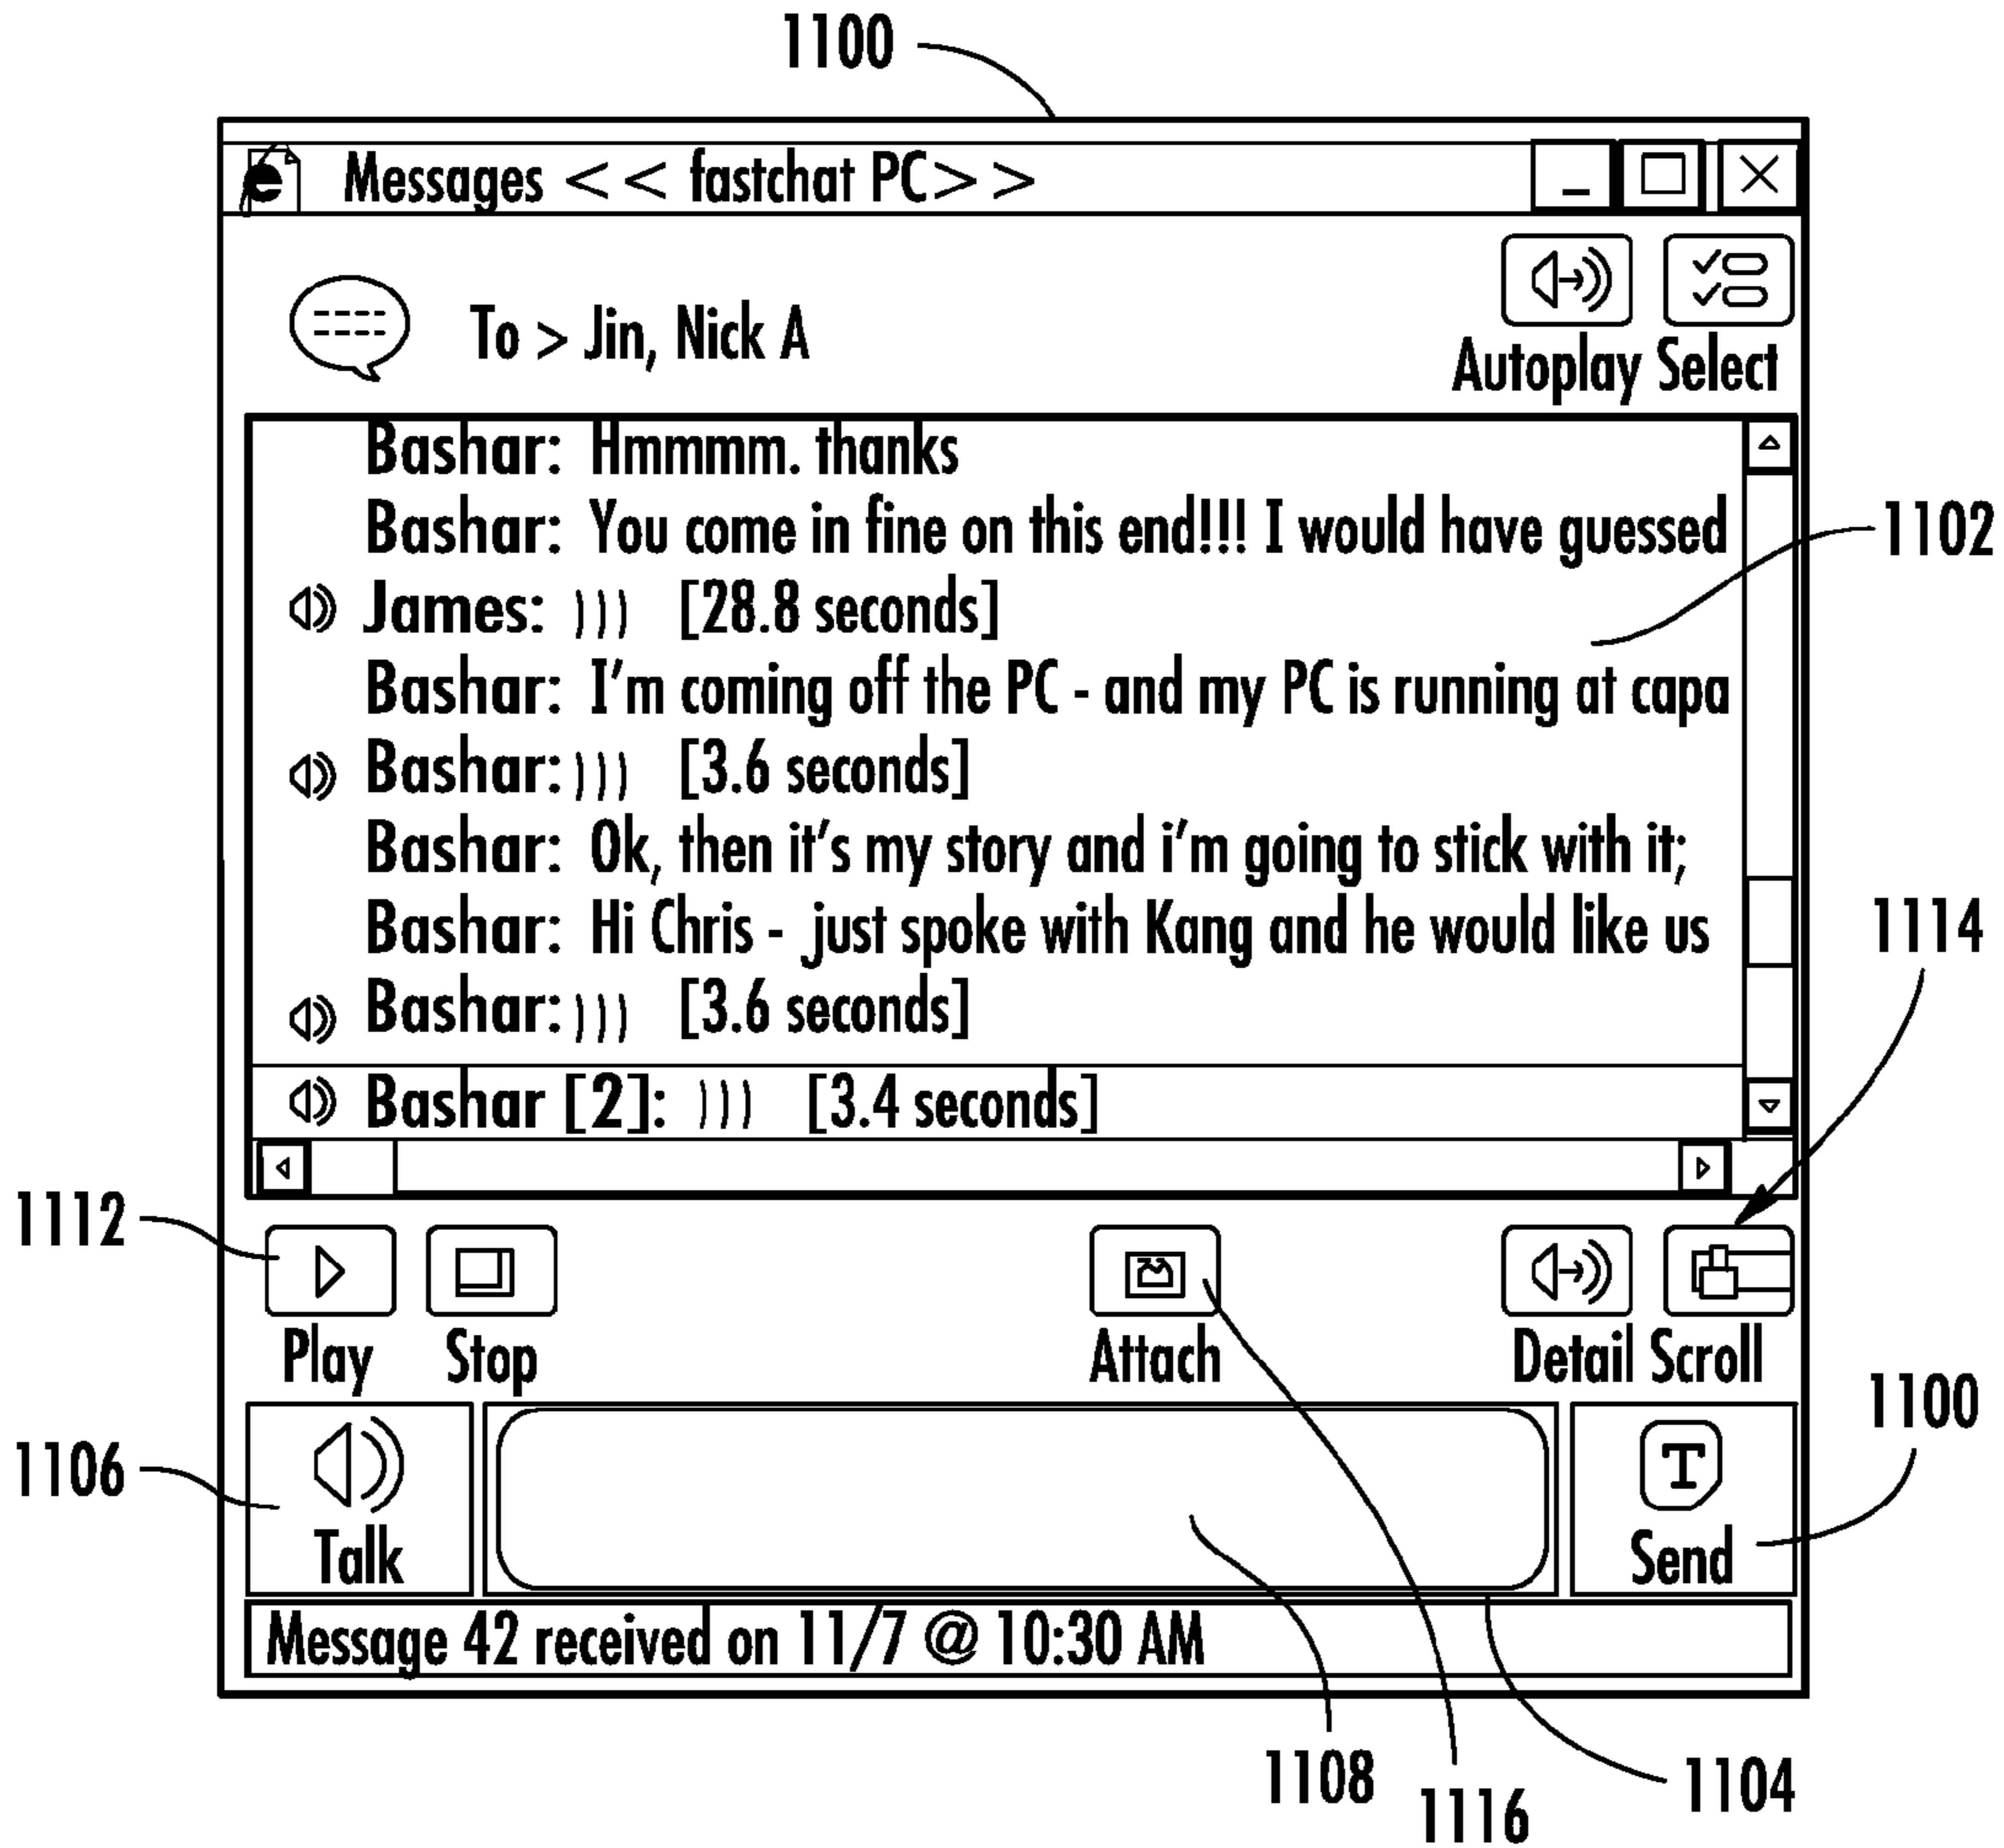 1100
e Messages < < fastchat PC> >
To > Jin, Nick A
Autoplay Select
Bashar: Hmmmm. thanks
Bashar: You come in fine on this end!!! I would have guessed
1102
James: ) ) ) [28.8 seconds]
Bashar: I'm coming off the PC - and my PC is running at capa
Bashar: ) ) ) [3.6 seconds]
Bashar: Ok, then it's my story and i'm going to stick with it;
Bashar: Hi Chris - just spoke with Kang and he would like us
1114
Bashar: ) ) ) [3.6 seconds]
Bashar [2]: ) ) ) [3.4 seconds]
1112
Play Stop Attach Detail Scroll
1100
1106
T
Talk Send
Message 42 received on 11/7 @ 10:30 AM
1108
1116
1104